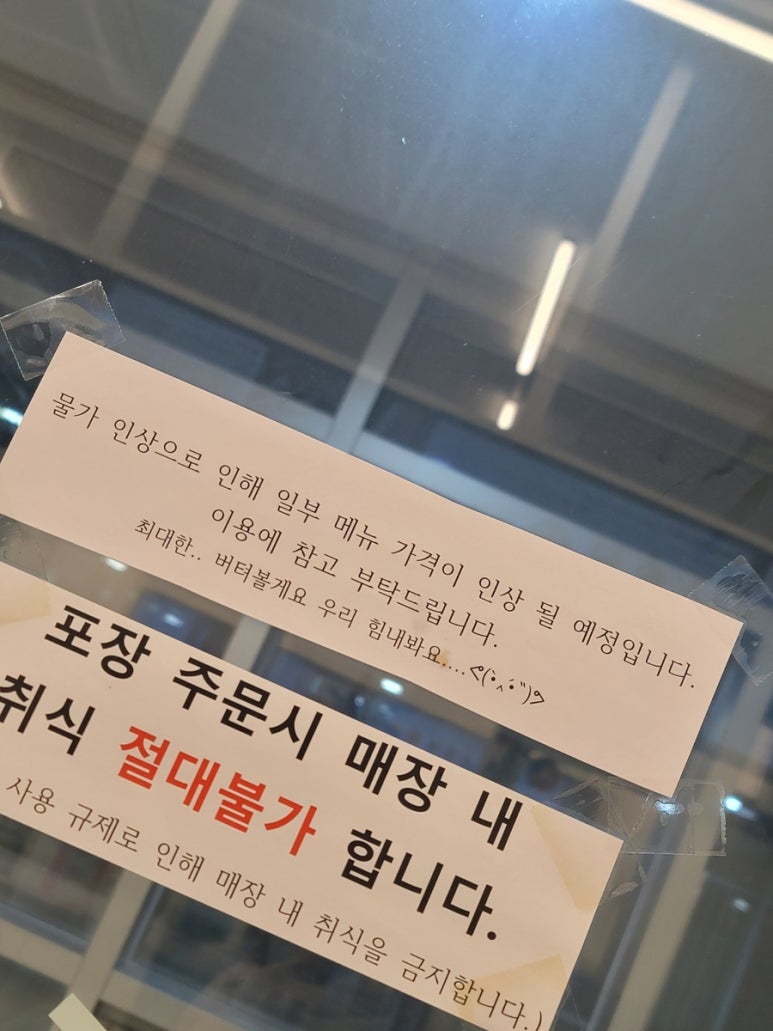 물가 인상으로 인해 일부 메뉴 가격이 인상 될 예정입니다.
이용에 참고 부탁드립니다.
최대한.. 버텨볼게요 우리 힘내봐요....ᕙ(•̀‸•́‶)ᕗ
포장 주문시 매장 내
취식 절대불가 합니다.
사용 규제로 인해 매장 내 취식을 금지합니다.)